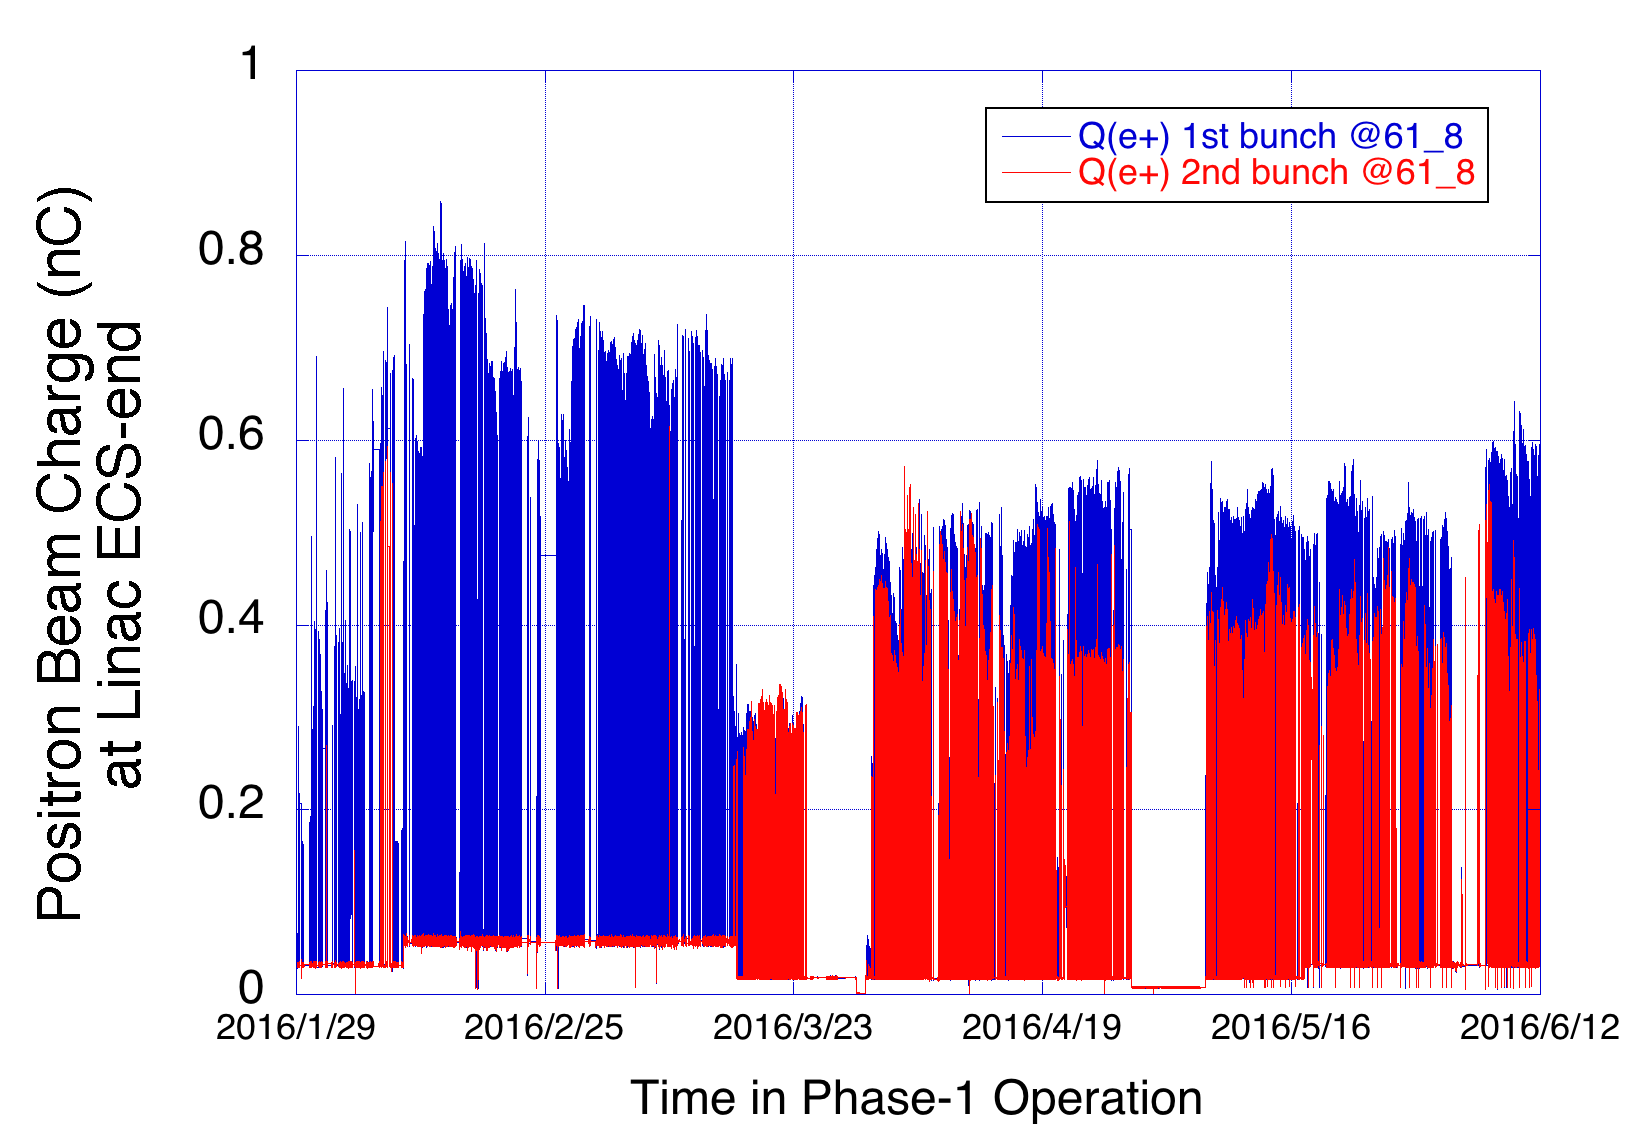 Positron Beam Charge (nC)
at Linac ECS-end
1
0.8
0.6
0.4
0.2
0
Q(e+) 1st bunch @61_8
Q(e+) 2nd bunch @61_8
2016/1/29 2016/2/25 2016/3/23 2016/4/19 2016/5/16 2016/6/12
Time in Phase-1 Operation